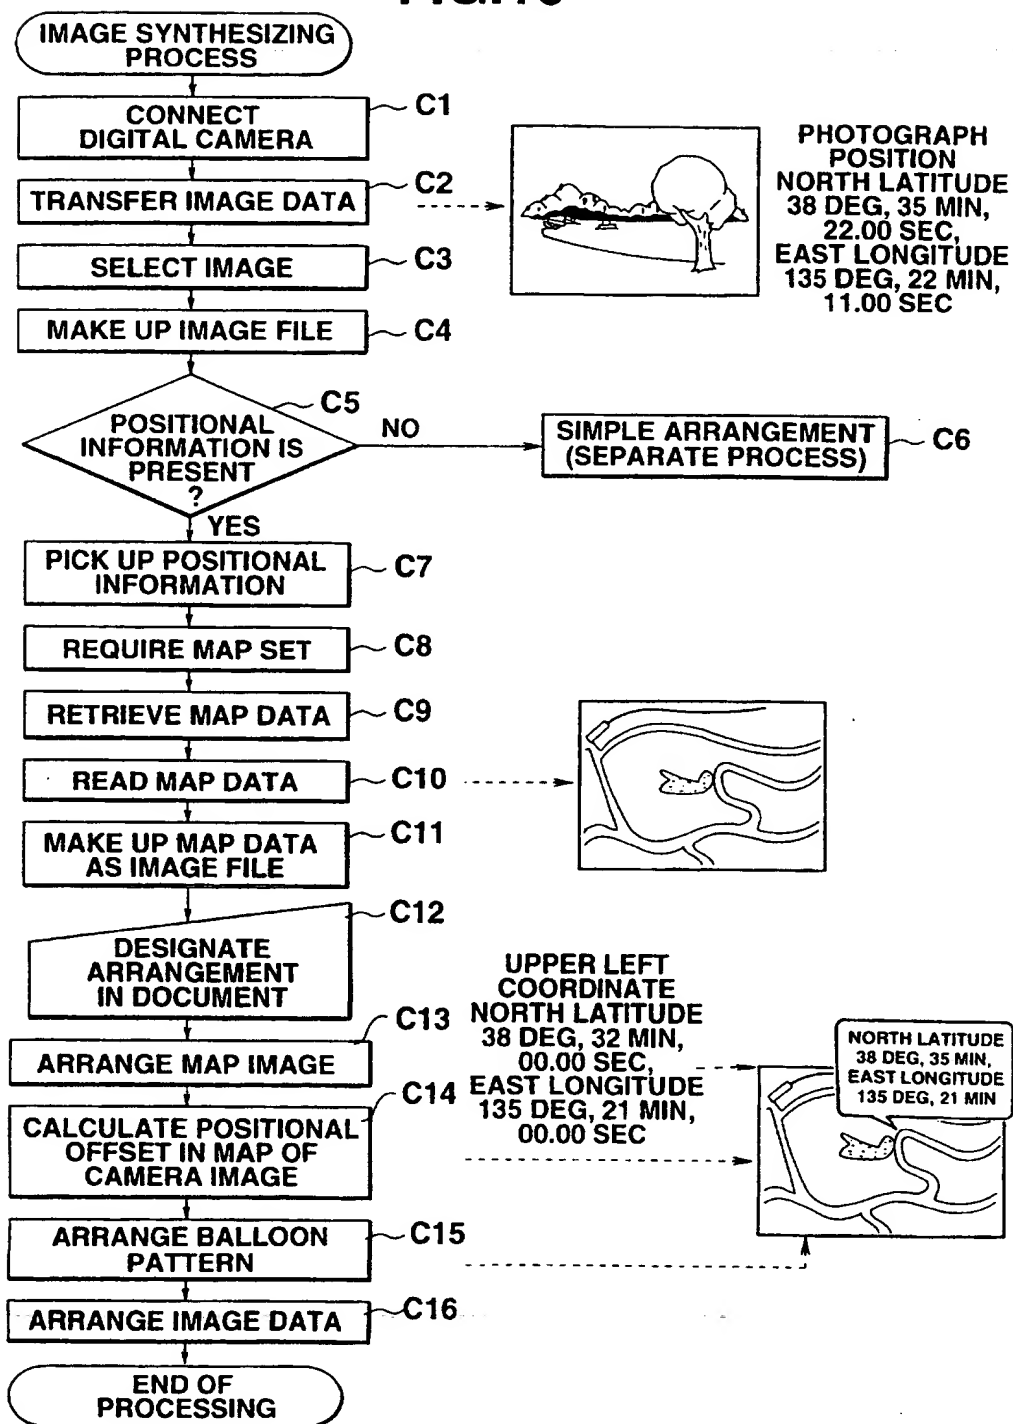 IMAGE SYNTHESIZING
PROCESS
C1
CONNECT
DIGITAL CAMERA
C2
TRANSFER IMAGE DATA
PHOTOGRAPH
POSITION
NORTH LATITUDE
38 DEG, 35 MIN,
22.00 SEC,
EAST LONGITUDE
135 DEG, 22 MIN,
11.00 SEC
C3
SELECT IMAGE
C4
MAKE UP IMAGE FILE
C5
POSITIONAL
INFORMATION IS
PRESENT
?
NO
SIMPLE ARRANGEMENT
(SEPARATE PROCESS)
C6
YES
PICK UP POSITIONAL
INFORMATION
C7
REQUIRE MAP SET
C8
RETRIEVE MAP DATA
C9
READ MAP DATA
C10
MAKE UP MAP DATA
AS IMAGE FILE
C11
C12
DESIGNATE
ARRANGEMENT
IN DOCUMENT
C13
ARRANGE MAP IMAGE
UPPER LEFT
COORDINATE
NORTH LATITUDE
38 DEG, 32 MIN,
00.00 SEC,
EAST LONGITUDE
135 DEG, 21 MIN,
00.00 SEC
NORTH LATITUDE
38 DEG, 35 MIN,
EAST LONGITUDE
135 DEG, 21 MIN
C14
CALCULATE POSITIONAL
OFFSET IN MAP OF
CAMERA IMAGE
ARRANGE BALLOON
PATTERN
C15
ARRANGE IMAGE DATA
C16
END OF
PROCESSING